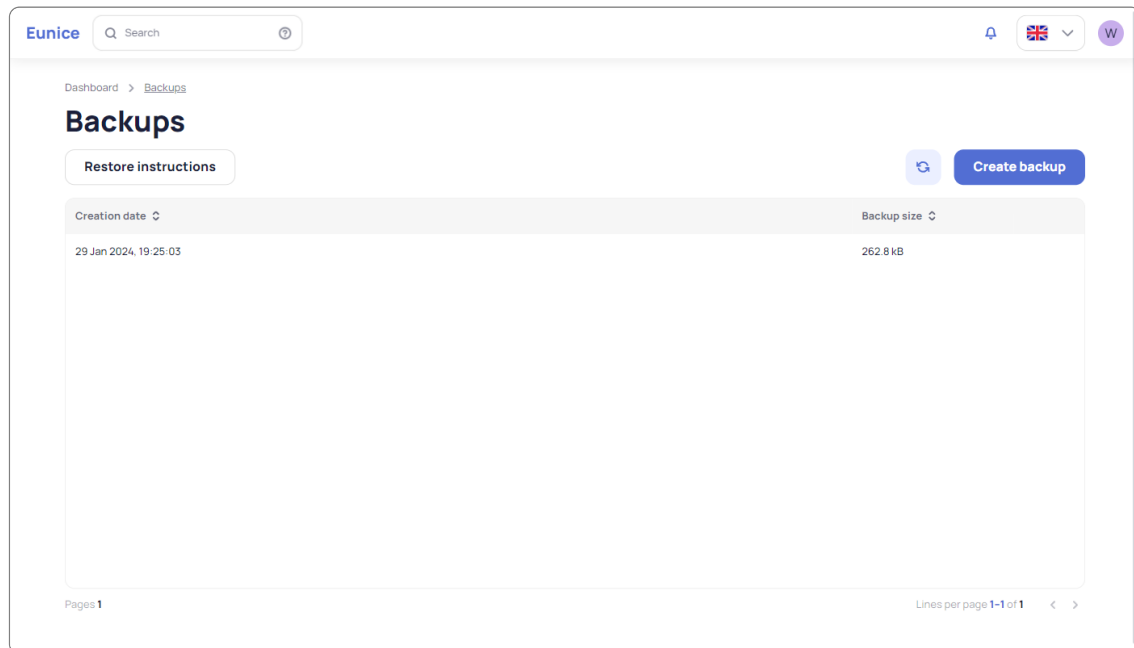 Eunice Search W
Dashboard > Backups
Backups
Restore instructions Create backup
Creation date Backup size
29 Jan 2024, 19:25:03 262.8 kB
Pages 1 Lines per page 1–1 of 1 < >